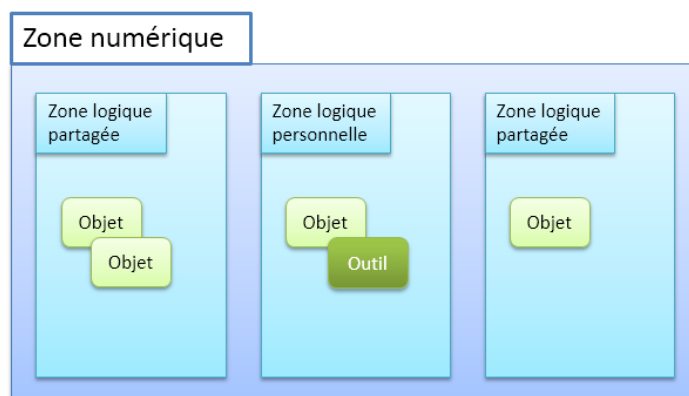 Zone numérique
Zone logique
partagée
Objet
Objet
Zone logique
personnelle
Objet
Outil
Zone logique
partagée
Objet